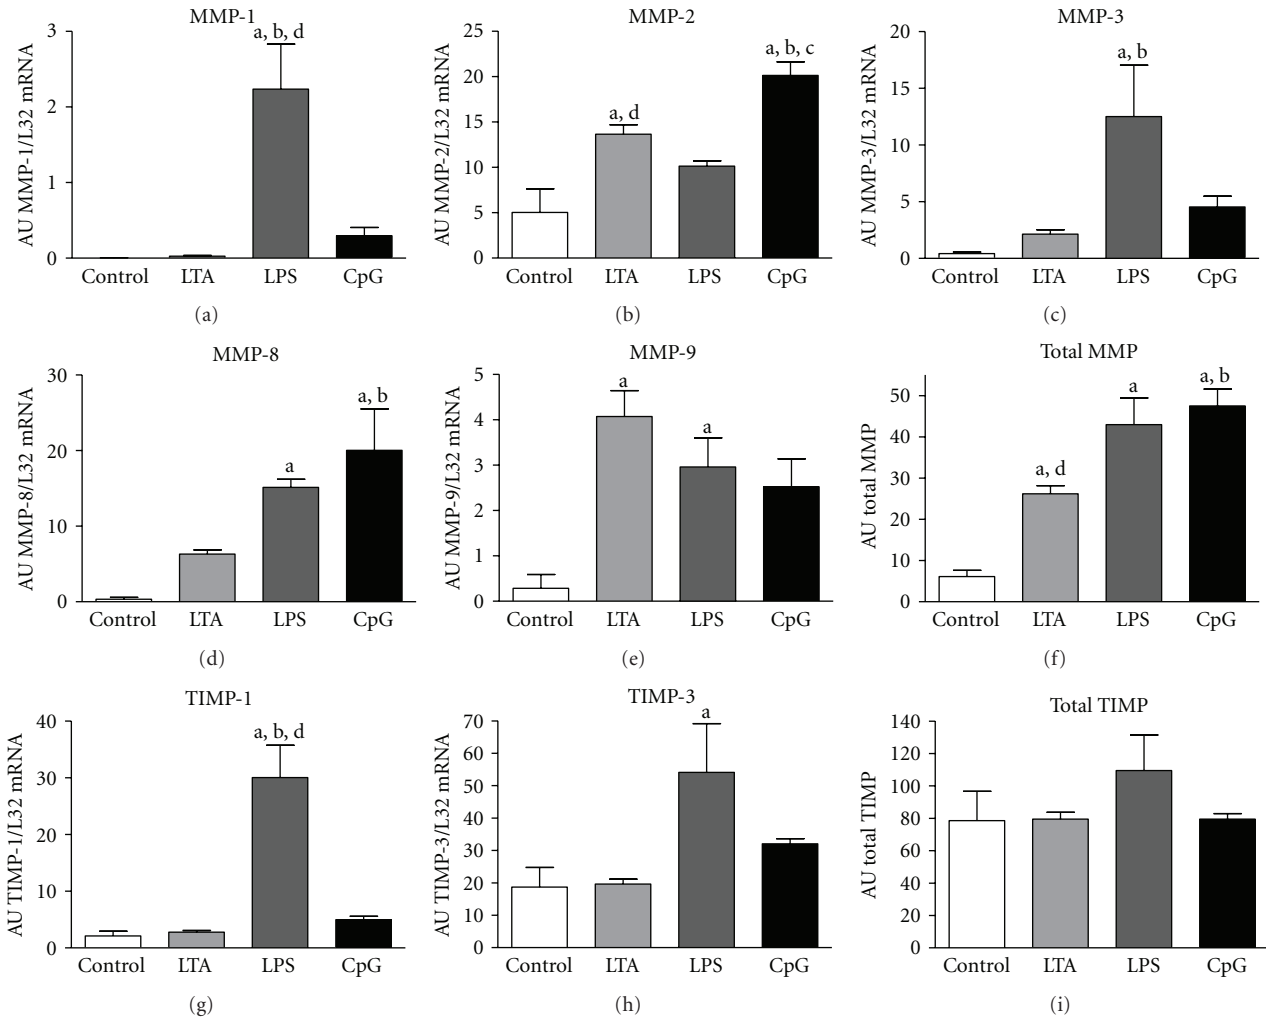 MMP-1
AU MMP-1/L32 mRNA
3
2
1
0
a, b, d
Control LTA LPS CpG
(a)
MMP-2
AU MMP-2/L32 mRNA
25
20
15
10
5
0
a, d
a, b, c
Control LTA LPS CpG
(b)
MMP-3
AU MMP-3/L32 mRNA
20
15
10
5
0
a, b
Control LTA LPS CpG
(c)
MMP-8
AU MMP-8/L32 mRNA
30
20
10
0
a
a, b
Control LTA LPS CpG
(d)
MMP-9
AU MMP-9/L32 mRNA
5
4
3
2
1
0
a
a
Control LTA LPS CpG
(e)
Total MMP
AU total MMP
50
40
30
20
10
0
a, d
a
a, b
Control LTA LPS CpG
(f)
TIMP-1
AU TIMP-1/L32 mRNA
40
30
20
10
0
a, b, d
Control LTA LPS CpG
(g)
TIMP-3
AU TIMP-3/L32 mRNA
70
60
50
40
30
20
10
0
a
Control LTA LPS CpG
(h)
Total TIMP
AU total TIMP
140
120
100
80
60
40
20
0
Control LTA LPS CpG
(i)